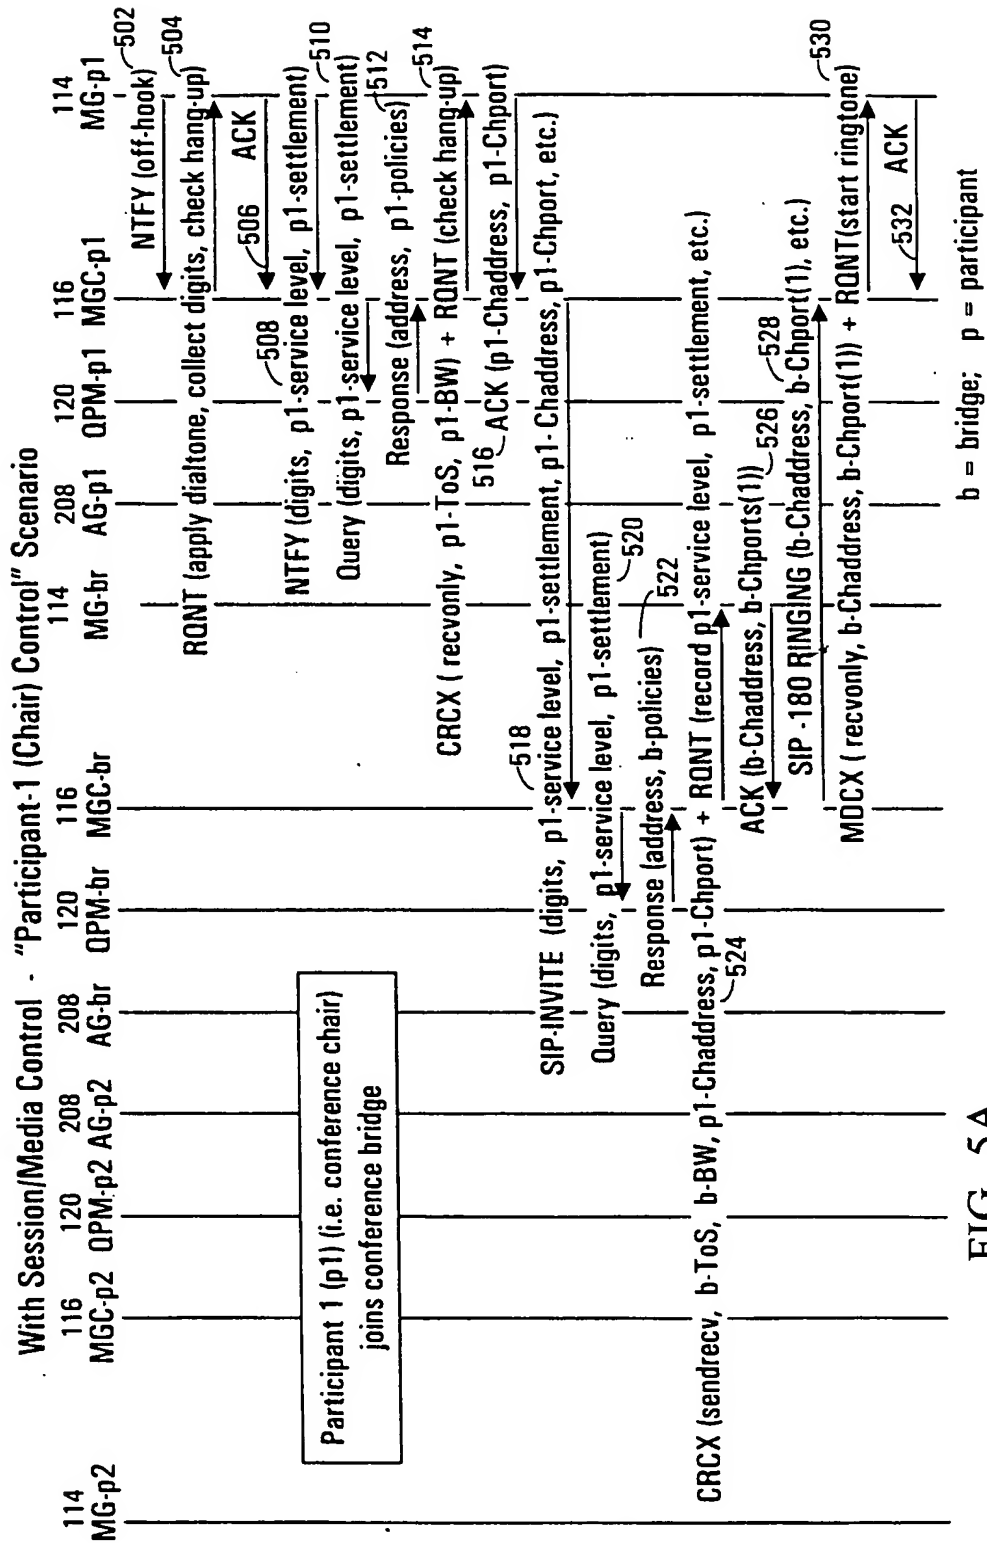 With Session/Media Control - "Participant-1 (Chair) Control" Scenario
114 116 120 208 208 120 116 114 208 120 116 114
MG-p2 MGC-p2 QPM-p2 AG-p2 AG-br QPM-br MGC-br MG-br AG-p1 QPM-p1 MGC-p1 MG-p1
NTFY (off-hook) 502
RQNT (apply dialtone, collect digits, check hang-up) 504
506 ACK
Participant 1 (p1) (i.e. conference chair)
joins conference bridge
508
NTFY (digits, p1-service level, p1-settlement) 510
Query (digits, p1-service level, p1-settlement)
512
Response (address, p1-policies)
514
CRCX ( recvonly, p1-ToS, p1-BW) + RQNT (check hang-up)
516 ACK (p1-Chaddress, p1-Chport)
518
SIP-INVITE (digits, p1-service level, p1-settlement, p1-Chaddress, p1-Chport, etc.)
Query (digits, p1-service level, p1-settlement) 520
Response (address, b-policies) 522
CRCX (sendrecv, b-ToS, b-BW, p1-Chaddress, p1-Chport) + RQNT (record p1-service level, p1-settlement, etc.)
524
ACK (b-Chaddress, b-Chports(1)) 526
528
SIP -180 RINGING (b-Chaddress, b-Chport(1), etc.)
MDCX ( recvonly, b-Chaddress, b-Chport(1)) + RQNT(start ringtone) 530
532 ACK
b = bridge; p = participant
FIG. 5A